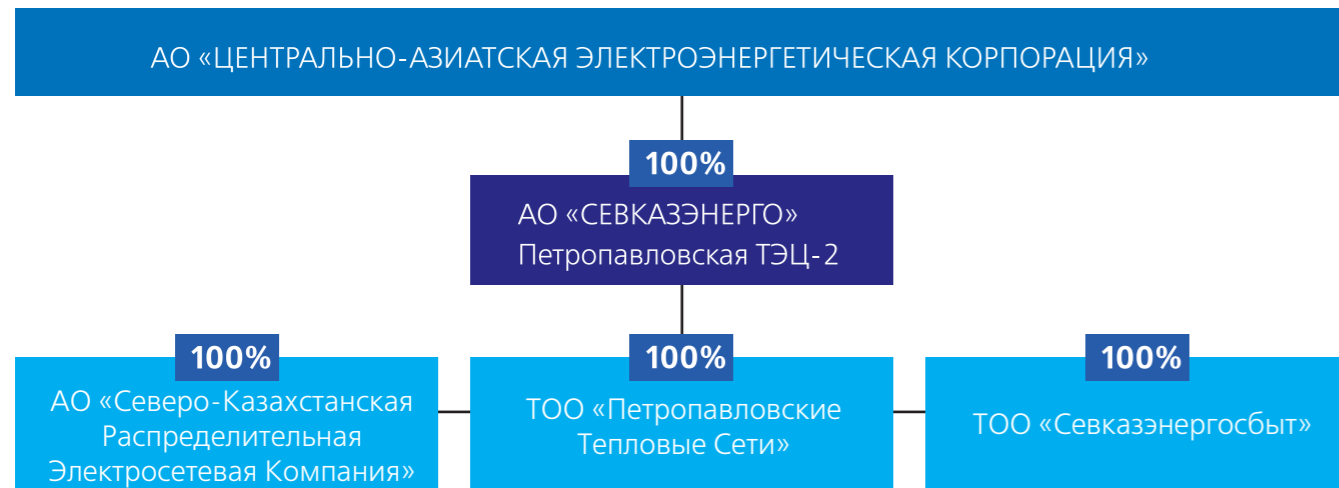 АО «ЦЕНТРАЛЬНО-АЗИАТСКАЯ ЭЛЕКТРОЭНЕРГЕТИЧЕСКАЯ КОРПОРАЦИЯ»
100%
АО «СЕВКАЗЭНЕРГО»
Петропавловская ТЭЦ-2
100%
АО «Северо-Казахстанская
Распределительная
Электросетевая Компания»
100%
ТОО «Петропавловские
Тепловые Сети»
100%
ТОО «Севказэнергосбыт»